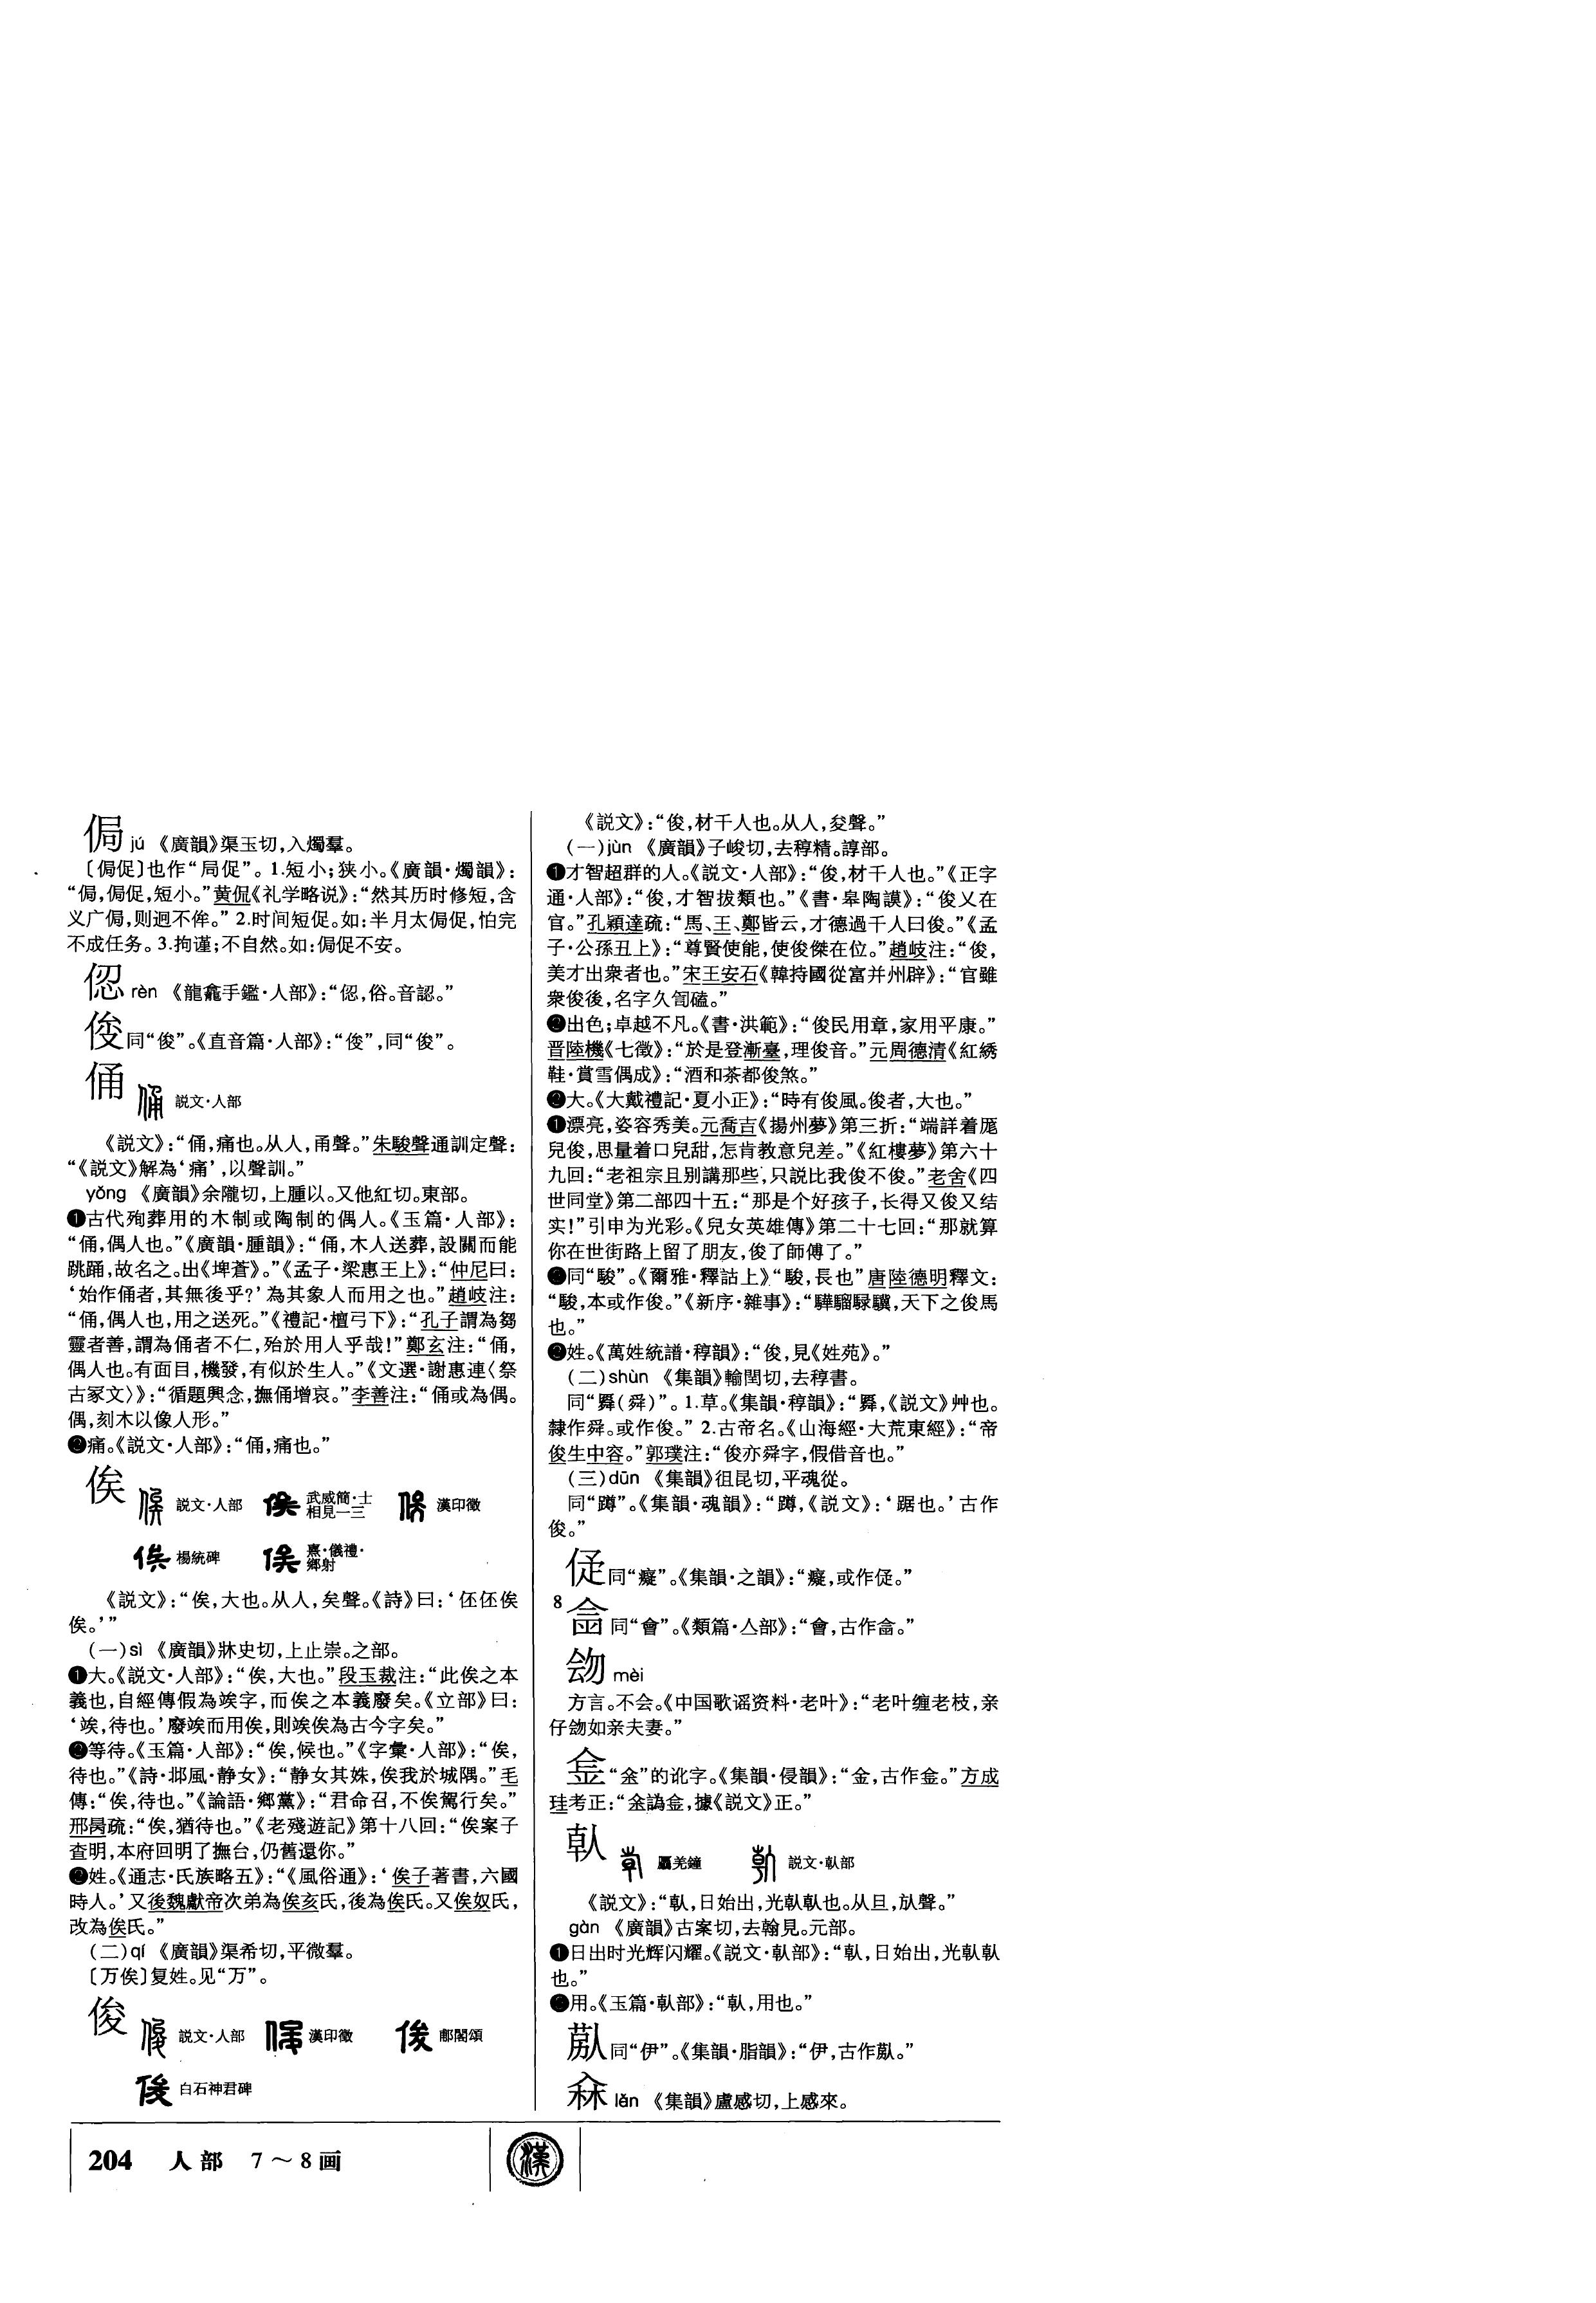 侷 jú 《廣韻》渠玉切，入燭羣。
〔侷促〕也作“局促”。1.短小；狭小。《廣韻·燭韻》：
“侷，侷促，短小。”黄侃《礼学略说》：“然其历时修短，含
义广侷，则迥不侔。”2.时间短促。如：半月太侷促，怕完
不成任务。3.拘谨；不自然。如：侷促不安。
㣼 rèn 《龍龕手鑑·人部》：“㣼，俗。音認。”
同“俊”。《直音篇·人部》：“”，同“俊”。
俑 説文·人部
《説文》：“俑，痛也。从人，甬聲。”朱駿聲通訓定聲：
“《説文》解為‘痛’，以聲訓。”
yǒng 《廣韻》余隴切，上腫以。又他紅切。東部。
❶古代殉葬用的木制或陶制的偶人。《玉篇·人部》：
“俑，偶人也。”《廣韻·腫韻》：“俑，木人送葬，設關而能
跳踊，故名之。出《埤蒼》。”《孟子·梁惠王上》：“仲尼曰：
‘始作俑者，其無後乎？’為其象人而用之也。”趙岐注：
“俑，偶人也，用之送死。”《禮記·檀弓下》：“孔子謂為芻
靈者善，謂為俑者不仁，殆於用人乎哉！”鄭玄注：“俑，
偶人也。有面目，機發，有似於生人。”《文選·謝惠連〈祭
古冢文〉》：“循題興念，撫俑增哀。”李善注：“俑或為偶。
偶，刻木以像人形。”
❷痛。《説文·人部》：“俑，痛也。”
俟 説文·人部 武威簡·士相見一三 漢印徵
楊統碑 熹·儀禮·鄉射
《説文》：“俟，大也。从人，矣聲。《詩》曰：‘伾伾俟
俟。’”
(一)sì 《廣韻》牀史切，上止崇。之部。
❶大。《説文·人部》：“俟，大也。”段玉裁注：“此俟之本
義也，自經傳假為竢字，而俟之本義廢矣。《立部》曰：
‘竢，待也。’廢竢而用俟，則竢俟為古今字矣。”
❷等待。《玉篇·人部》：“俟，候也。”《字彙·人部》：“俟，
待也。”《詩·邶風·静女》：“静女其姝，俟我於城隅。”毛
傳：“俟，待也。”《論語·鄉黨》：“君命召，不俟駕行矣。”
邢昺疏：“俟，猶待也。”《老殘遊記》第十八回：“俟案子
查明，本府回明了撫台，仍舊還你。”
❷姓。《通志·氏族略五》：“《風俗通》：‘俟子著書，六國
時人。’又後魏獻帝次弟為俟亥氏，後為俟氏。又俟奴氏，
改為俟氏。”
(二)qí 《廣韻》渠希切，平微羣。
〔万俟〕复姓。见“万”。
俊 説文·人部 漢印徵 郙閣頌
白石神君碑
《説文》：“俊，材千人也。从人，夋聲。”
(一)jùn 《廣韻》子峻切，去稕精。諄部。
❶才智超群的人。《説文·人部》：“俊，材千人也。”《正字
通·人部》：“俊，才智拔類也。”《書·皋陶謨》：“俊乂在
官。”孔穎達疏：“馬、王、鄭皆云，才德過千人曰俊。”《孟
子·公孫丑上》：“尊賢使能，使俊傑在位。”趙岐注：“俊，
美才出衆者也。”宋王安石《韓持國從富并州辟》：“官雖
衆俊後，名字久訇磕。”
❷出色；卓越不凡。《書·洪範》：“俊民用章，家用平康。”
晋陸機《七徵》：“於是登漸臺，理俊音。”元周德清《紅綉
鞋·賞雪偶成》：“酒和茶都俊煞。”
❷大。《大戴禮記·夏小正》：“時有俊風。俊者，大也。”
❶漂亮，姿容秀美。元喬吉《揚州夢》第三折：“端詳着厖
兒俊，思量着口兒甜，怎肯教意兒差。”《紅樓夢》第六十
九回：“老祖宗且别講那些，只説比我俊不俊。”老舍《四
世同堂》第二部四十五：“那是个好孩子，长得又俊又结
实！”引申为光彩。《兒女英雄傳》第二十七回：“那就算
你在世街路上留了朋友，俊了師傅了。”
同“駿”。《爾雅·釋詁上》“駿，長也”唐陸德明釋文：
“駿，本或作俊。”《新序·雜事》：“驊騮騄驥，天下之俊馬
也。”
❷姓。《萬姓統譜·稕韻》：“俊，見《姓苑》。”
(二)shùn 《集韻》輸閏切，去稕書。
同“䑞(舜)”。1.草。《集韻·稕韻》：“䑞，《説文》艸也。
隸作舜。或作俊。”2.古帝名。《山海經·大荒東經》：“帝
俊生中容。”郭璞注：“俊亦舜字，假借音也。”
(三)dūn 《集韻》徂昆切，平魂從。
同“蹲”。《集韻·魂韻》：“蹲，《説文》：‘踞也。’古作
俊。”
同“癡”。《集韻·之韻》：“癡，或作。”
8 同“會”。《類篇·亼部》：“會，古作。”
mèi
方言。不会。《中国歌谣资料·老叶》：“老叶缠老枝，亲
仔如亲夫妻。”
“”的讹字。《集韻·侵韻》：“金，古作。”方成
珪考正：“譌，據《説文》正。”
倝 羌鐘 説文·倝部
《説文》：“倝，日始出，光倝倝也。从旦，㫃聲。”
gàn 《廣韻》古案切，去翰見。元部。
❶日出时光辉闪耀。《説文·倝部》：“倝，日始出，光倝倝
也。”
❷用。《玉篇·倝部》：“倝，用也。”
同“伊”。《集韻·脂韻》：“伊，古作。”
lǎn 《集韻》盧感切，上感來。
204 人部 7～8画
漢